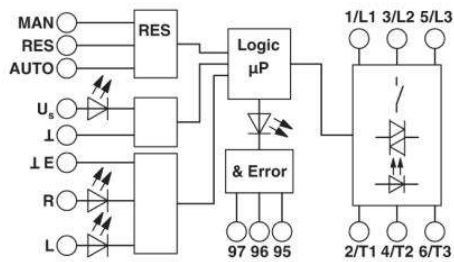 MAN
RES
AUTO
RES
Us
⊥
⊥ E
R
L
Logic
µP
& Error
97 96 95
1/L1 3/L2 5/L3
2/T1 4/T2 6/T3